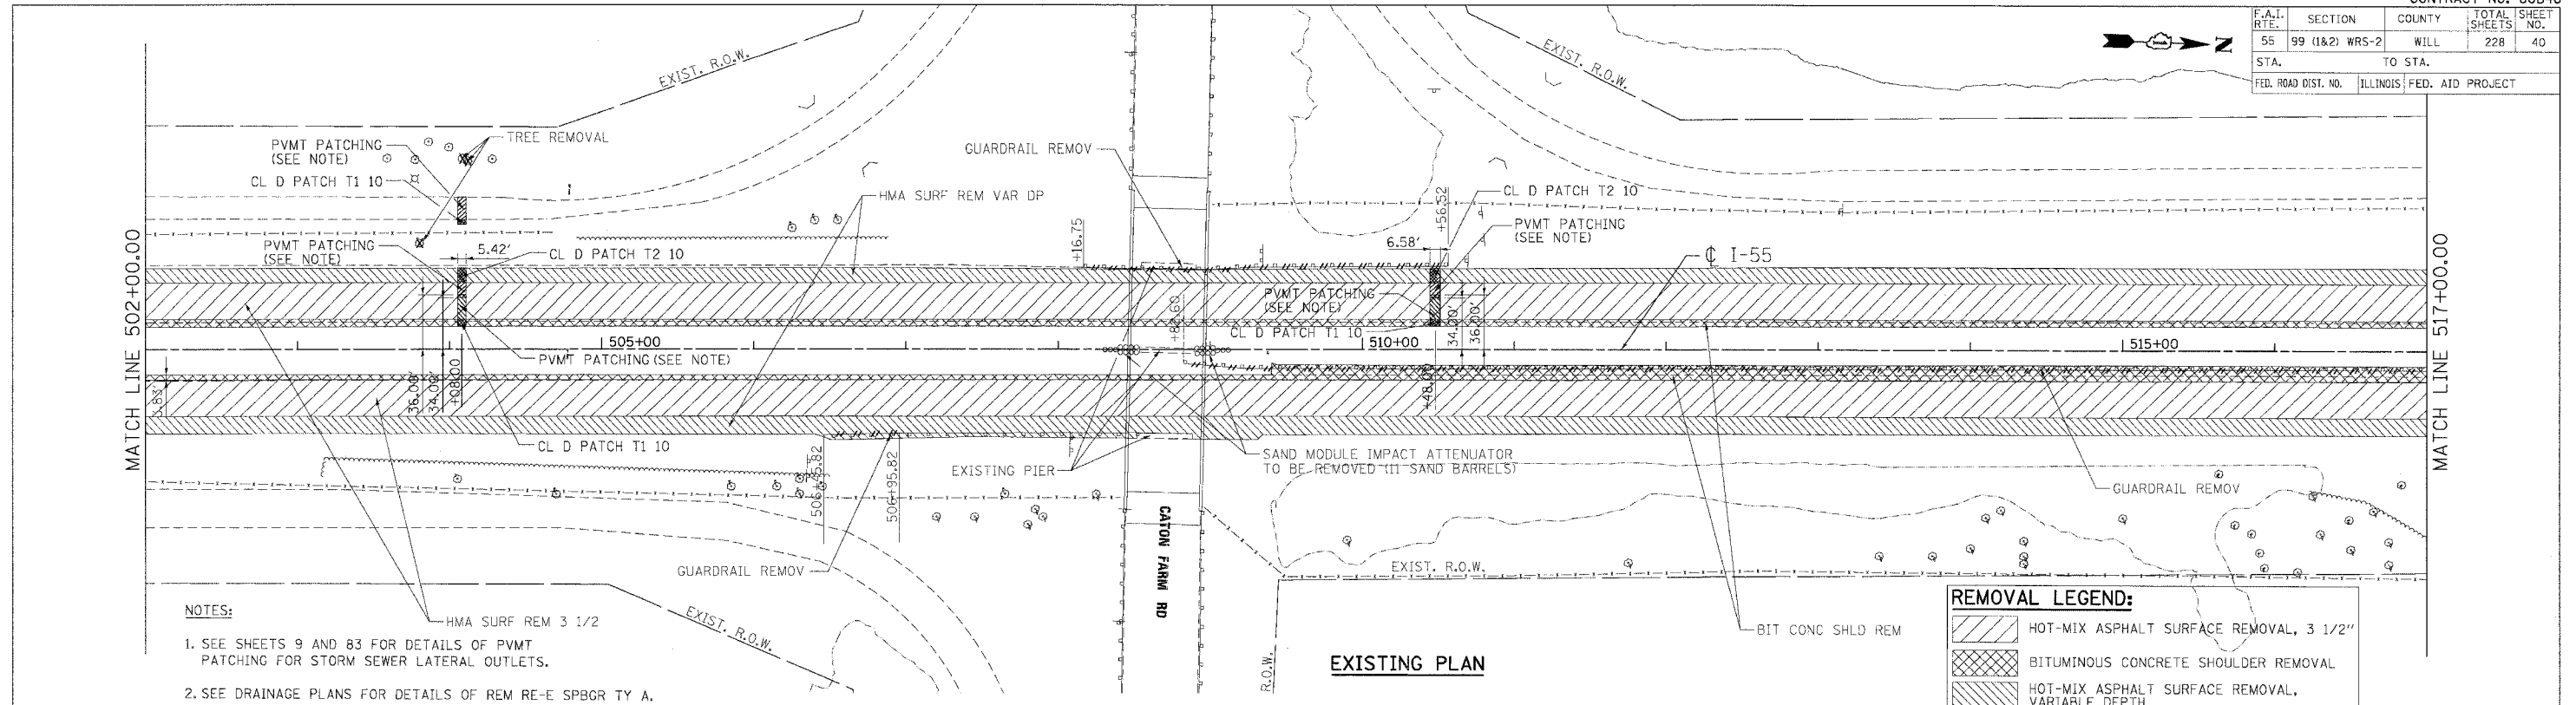 F.A.I. RTE. SECTION COUNTY TOTAL SHEETS SHEET NO.
55 99 (1&2) WRS-2 WILL 228 40
STA. TO STA.
FED. ROAD DIST. NO. ILLINOIS FED. AID PROJECT
N
EXIST. R.O.W.
EXIST. R.O.W.
TREE REMOVAL
PVMT PATCHING
(SEE NOTE)
CL D PATCH T1 10
GUARDRAIL REMOV
HMA SURF REM VAR DP
CL D PATCH T2 10
+56.52
PVMT PATCHING
(SEE NOTE)
+16.75
6.58'
PVMT PATCHING
(SEE NOTE)
5.42'
CL D PATCH T2 10
℄ I-55
MATCH LINE 502+00.00
MATCH LINE 517+00.00
PVMT PATCHING
(SEE NOTE)
CL D PATCH T1 10
34.00'
36.00'
505+00
510+00
515+00
PVMT PATCHING (SEE NOTE)
36.00'
34.00'
+08.00
+48.00
CL D PATCH T1 10
EXISTING PIER
SAND MODULE IMPACT ATTENUATOR
TO BE REMOVED (11 SAND BARRELS)
506+45.82
506+95.82
GUARDRAIL REMOV
GUARDRAIL REMOV
CATON FARM RD
EXIST. R.O.W.
EXIST. R.O.W.
R.O.W.
HMA SURF REM 3 1/2
BIT CONC SHLD REM
NOTES:
1. SEE SHEETS 9 AND 83 FOR DETAILS OF PVMT
PATCHING FOR STORM SEWER LATERAL OUTLETS.
2. SEE DRAINAGE PLANS FOR DETAILS OF REM RE-E SPBGR TY A.
EXISTING PLAN
REMOVAL LEGEND:
HOT-MIX ASPHALT SURFACE REMOVAL, 3 1/2"
BITUMINOUS CONCRETE SHOULDER REMOVAL
HOT-MIX ASPHALT SURFACE REMOVAL,
VARIABLE DEPTH